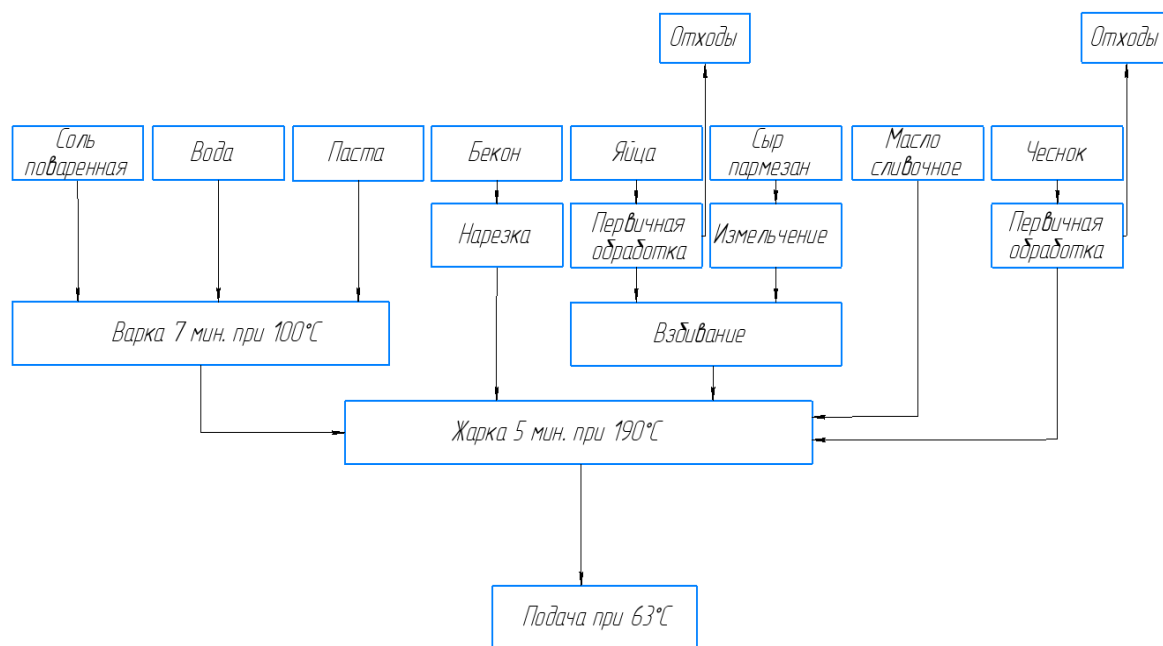 Отходы
Отходы
Соль
поваренная
Вода
Паста
Бекон
Яйца
Сыр
пармезан
Масло
сливочное
Чеснок
Нарезка
Первичная
обработка
Измельчение
Первичная
обработка
Варка 7 мин. при 100°C
Взбивание
Жарка 5 мин. при 190°C
Подача при 63°C